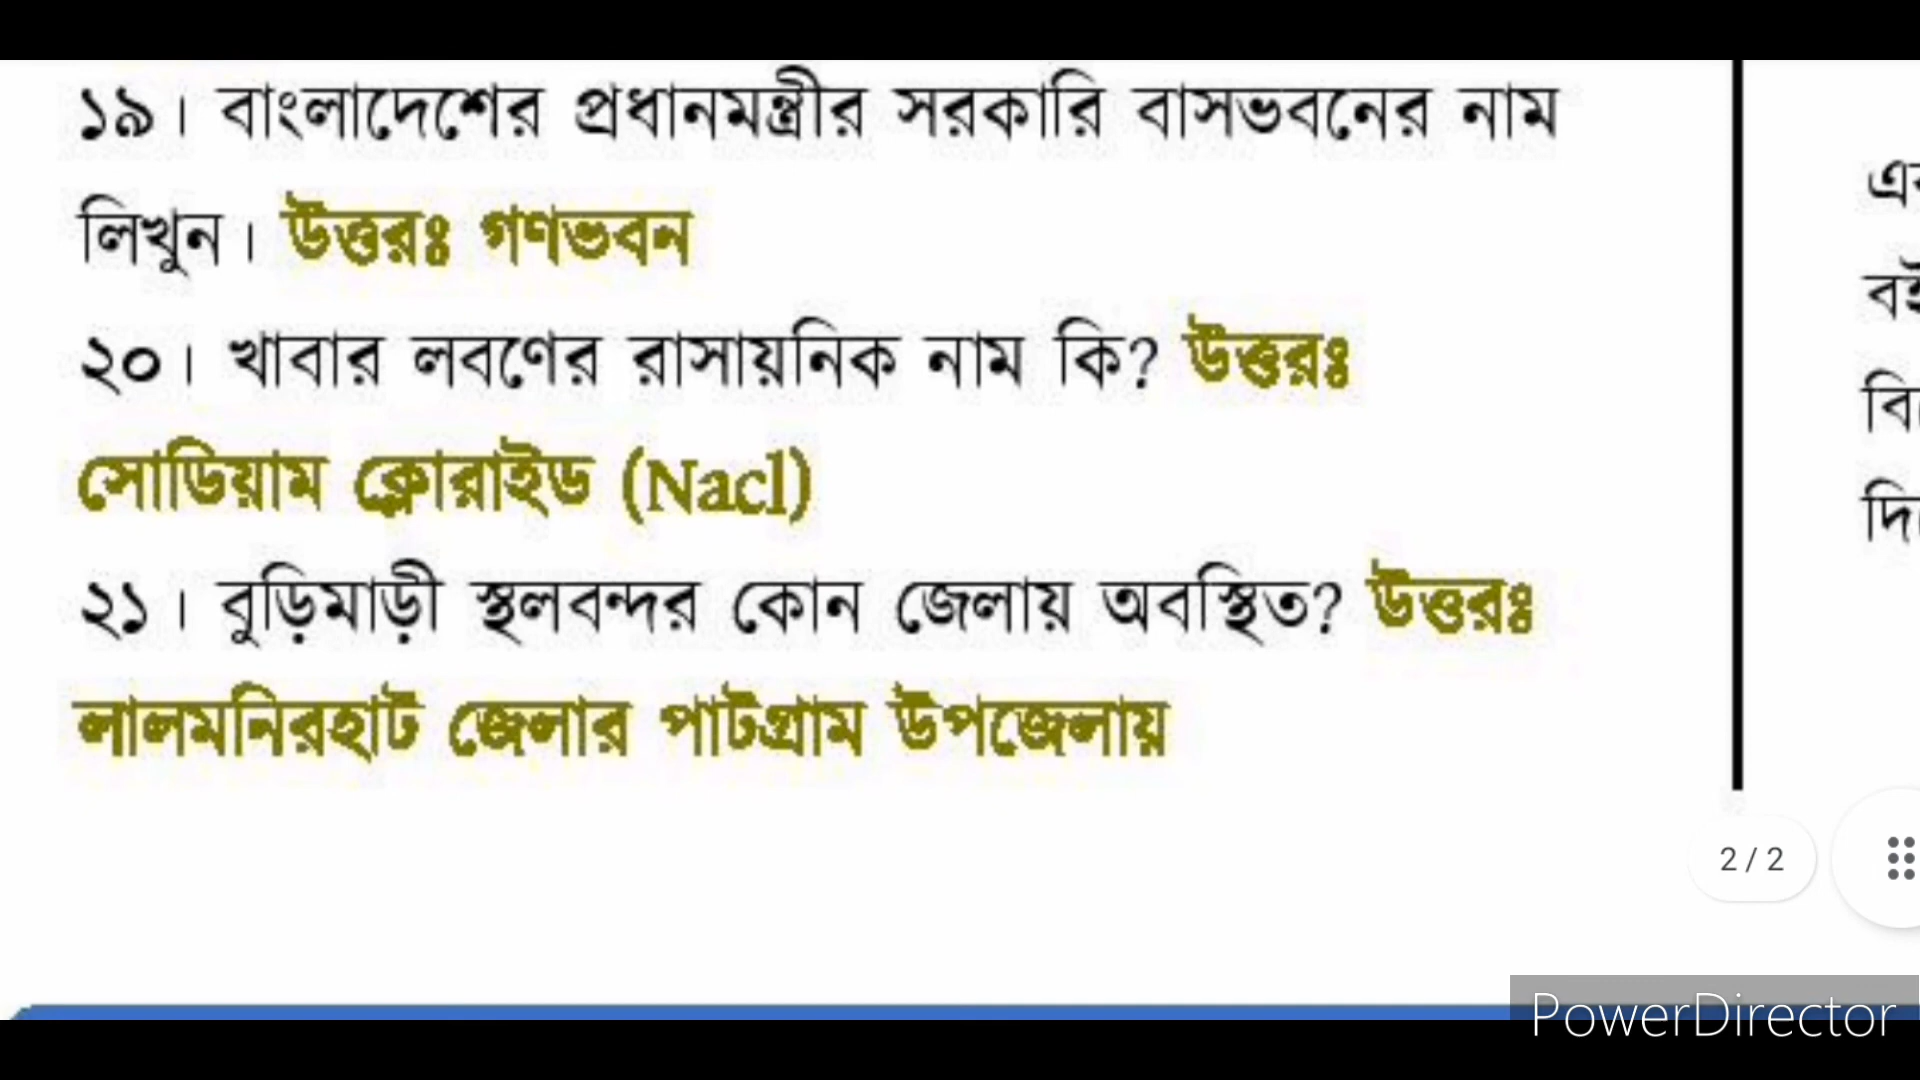 ১৯। বাংলাদেশের প্রধানমন্ত্রীর সরকারি বাসভবনের নাম
লিখুন। উত্তরঃ গণভবন
২০। খাবার লবণের রাসায়নিক নাম কি? উত্তরঃ
সোডিয়াম ক্লোরাইড (Nacl)
২১। বুড়িমাড়ী স্থলবন্দর কোন জেলায় অবস্থিত? উত্তরঃ
লালমনিরহাট জেলার পাটগ্রাম উপজেলায়
2 / 2
PowerDirector